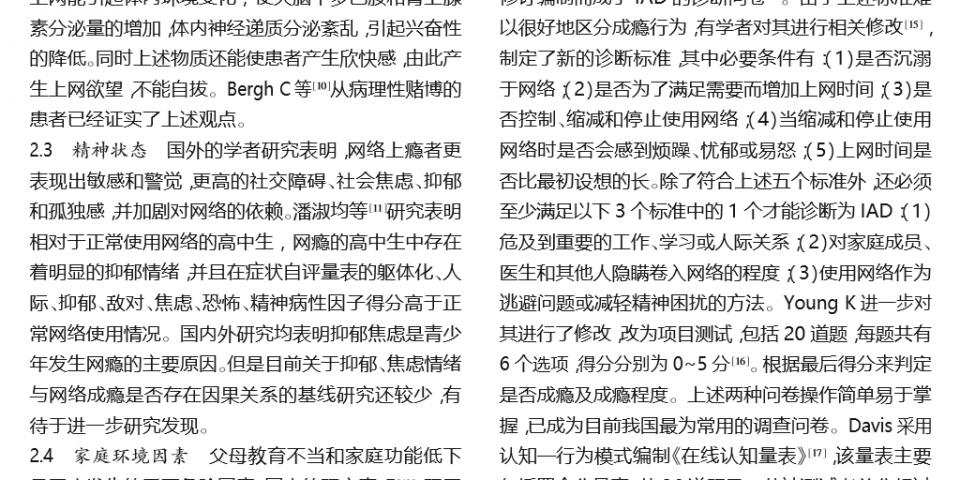 素分泌量的增加,体内神经递质分泌紊乱,引起兴奋性
的降低。同时上述物质还能使患者产生欣快感,由此产
生上网欲望,不能自拔。Bergh C 等[10]从病理性赌博的
患者已经证实了上述观点。
2.3 精神状态 国外的学者研究表明,网络上瘾者更
表现出敏感和警觉,更高的社交障碍、社会焦虑、抑郁
和孤独感,并加剧对网络的依赖。潘淑均等[11]研究表明
相对于正常使用网络的高中生,网瘾的高中生中存在
着明显的抑郁情绪,并且在症状自评量表的躯体化、人
际、抑郁、敌对、焦虑、恐怖、精神病性因子得分高于正
常网络使用情况。国内外研究均表明抑郁焦虑是青少
年发生网瘾的主要原因。但是目前关于抑郁、焦虑情绪
与网络成瘾是否存在因果关系的基线研究还较少,有
待于进一步研究发现。
2.4 家庭环境因素 父母教育不当和家庭功能低下
以很好地区分成瘾行为,有学者对其进行相关修改[15],
制定了新的诊断标准,其中必要条件有:(1)是否沉溺
于网络;(2)是否为了满足需要而增加上网时间;(3)是
否控制、缩减和停止使用网络;(4)当缩减和停止使用
网络时是否会感到烦躁、忧郁或易怒;(5)上网时间是
否比最初设想的长。除了符合上述五个标准外,还必须
至少满足以下 3 个标准中的 1 个才能诊断为 IAD:(1)
危及到重要的工作、学习或人际关系;(2)对家庭成员、
医生和其他人隐瞒卷入网络的程度;(3)使用网络作为
逃避问题或减轻精神困扰的方法。Young K 进一步对
其进行了修改,改为项目测试,包括 20 道题,每题共有
6 个选项,得分分别为 0~5 分[16]。根据最后得分来判定
是否成瘾及成瘾程度。上述两种问卷操作简单易于掌
握,已成为目前我国最为常用的调查问卷。Davis 采用
认知—行为模式编制《在线认知量表》[17],该量表主要